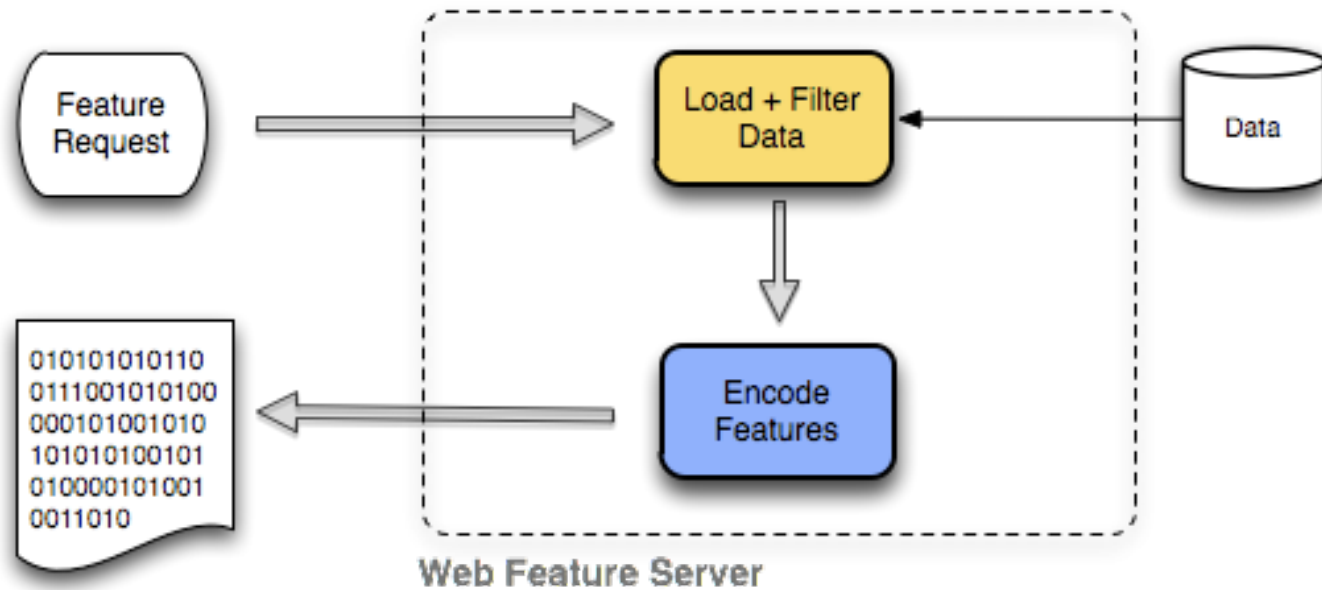 Feature
Request
Load + Filter
Data
Data
010101010110
0111001010100
000101001010
101010100101
010000101001
0011010
Encode
Features
Web Feature Server